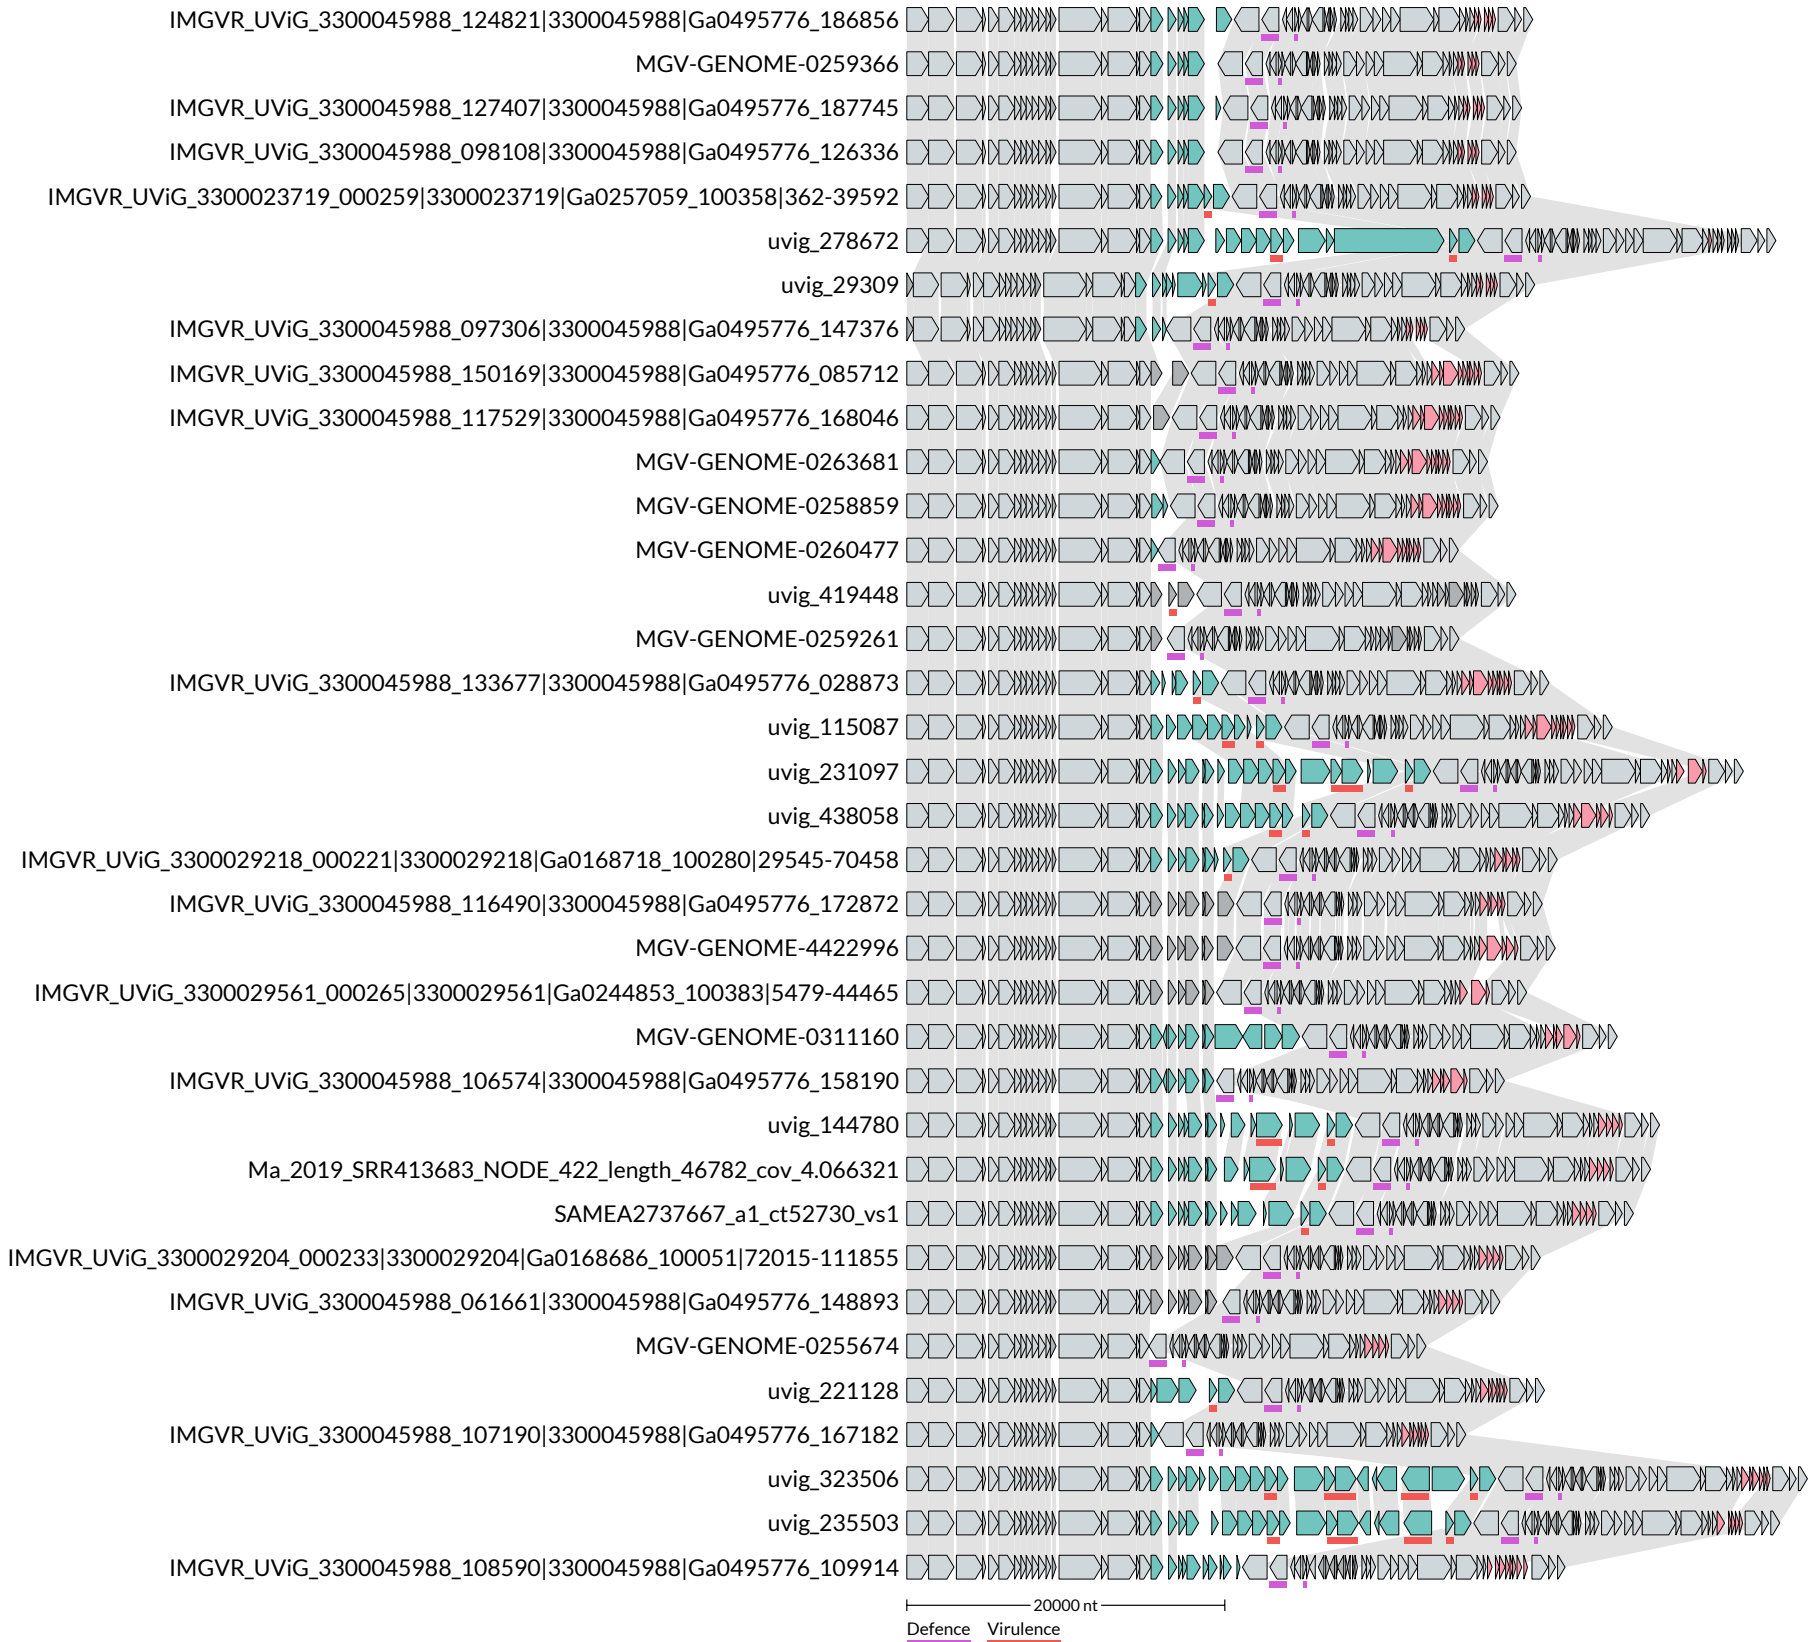 IMGVR_UViG_3300045988_124821|3300045988|Ga0495776_186856
MGV-GENOME-0259366
IMGVR_UViG_3300045988_127407|3300045988|Ga0495776_187745
IMGVR_UViG_3300045988_098108|3300045988|Ga0495776_126336
IMGVR_UViG_3300023719_000259|3300023719|Ga0257059_100358|362-39592
uvig_278672
uvig_29309
IMGVR_UViG_3300045988_097306|3300045988|Ga0495776_147376
IMGVR_UViG_3300045988_150169|3300045988|Ga0495776_085712
IMGVR_UViG_3300045988_117529|3300045988|Ga0495776_168046
MGV-GENOME-0263681
MGV-GENOME-0258859
MGV-GENOME-0260477
uvig_419448
MGV-GENOME-0259261
IMGVR_UViG_3300045988_133677|3300045988|Ga0495776_028873
uvig_115087
uvig_231097
uvig_438058
IMGVR_UViG_3300029218_000221|3300029218|Ga0168718_100280|29545-70458
IMGVR_UViG_3300045988_116490|3300045988|Ga0495776_172872
MGV-GENOME-4422996
IMGVR_UViG_3300029561_000265|3300029561|Ga0244853_100383|5479-44465
MGV-GENOME-0311160
IMGVR_UViG_3300045988_106574|3300045988|Ga0495776_158190
uvig_144780
Ma_2019_SRR413683_NODE_422_length_46782_cov_4.066321
SAMEA2737667_a1_ct52730_vs1
IMGVR_UViG_3300029204_000233|3300029204|Ga0168686_100051|72015-111855
IMGVR_UViG_3300045988_061661|3300045988|Ga0495776_148893
MGV-GENOME-0255674
uvig_221128
IMGVR_UViG_3300045988_107190|3300045988|Ga0495776_167182
uvig_323506
uvig_235503
IMGVR_UViG_3300045988_108590|3300045988|Ga0495776_109914
20000 nt
Defence Virulence